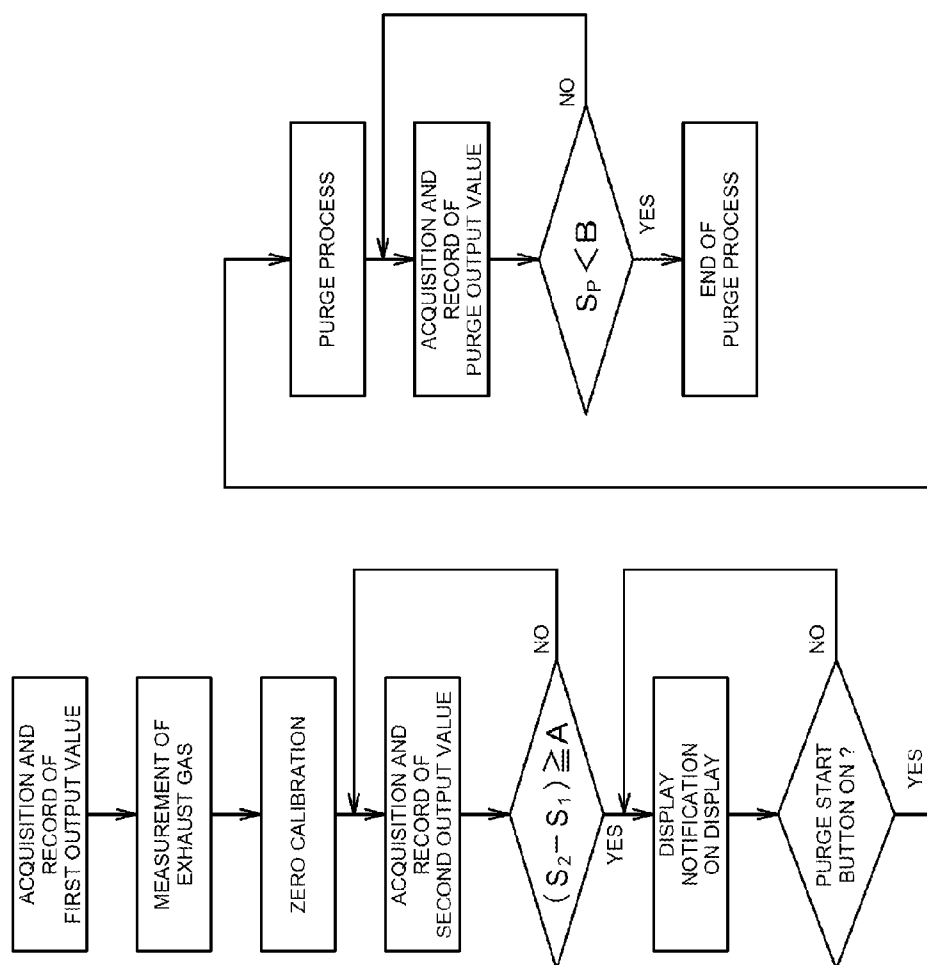 ACQUISITION AND
RECORD OF
FIRST OUTPUT VALUE
MEASUREMENT OF
EXHAUST GAS
ZERO CALIBRATION
ACQUISITION AND
RECORD OF
SECOND OUTPUT VALUE
(S₂−S₁)≧A
NO
YES
DISPLAY
NOTIFICATION
ON DISPLAY
PURGE START
BUTTON ON ?
NO
YES
PURGE PROCESS
ACQUISITION AND
RECORD OF
PURGE OUTPUT VALUE
Sₚ<B
NO
YES
END OF
PURGE PROCESS